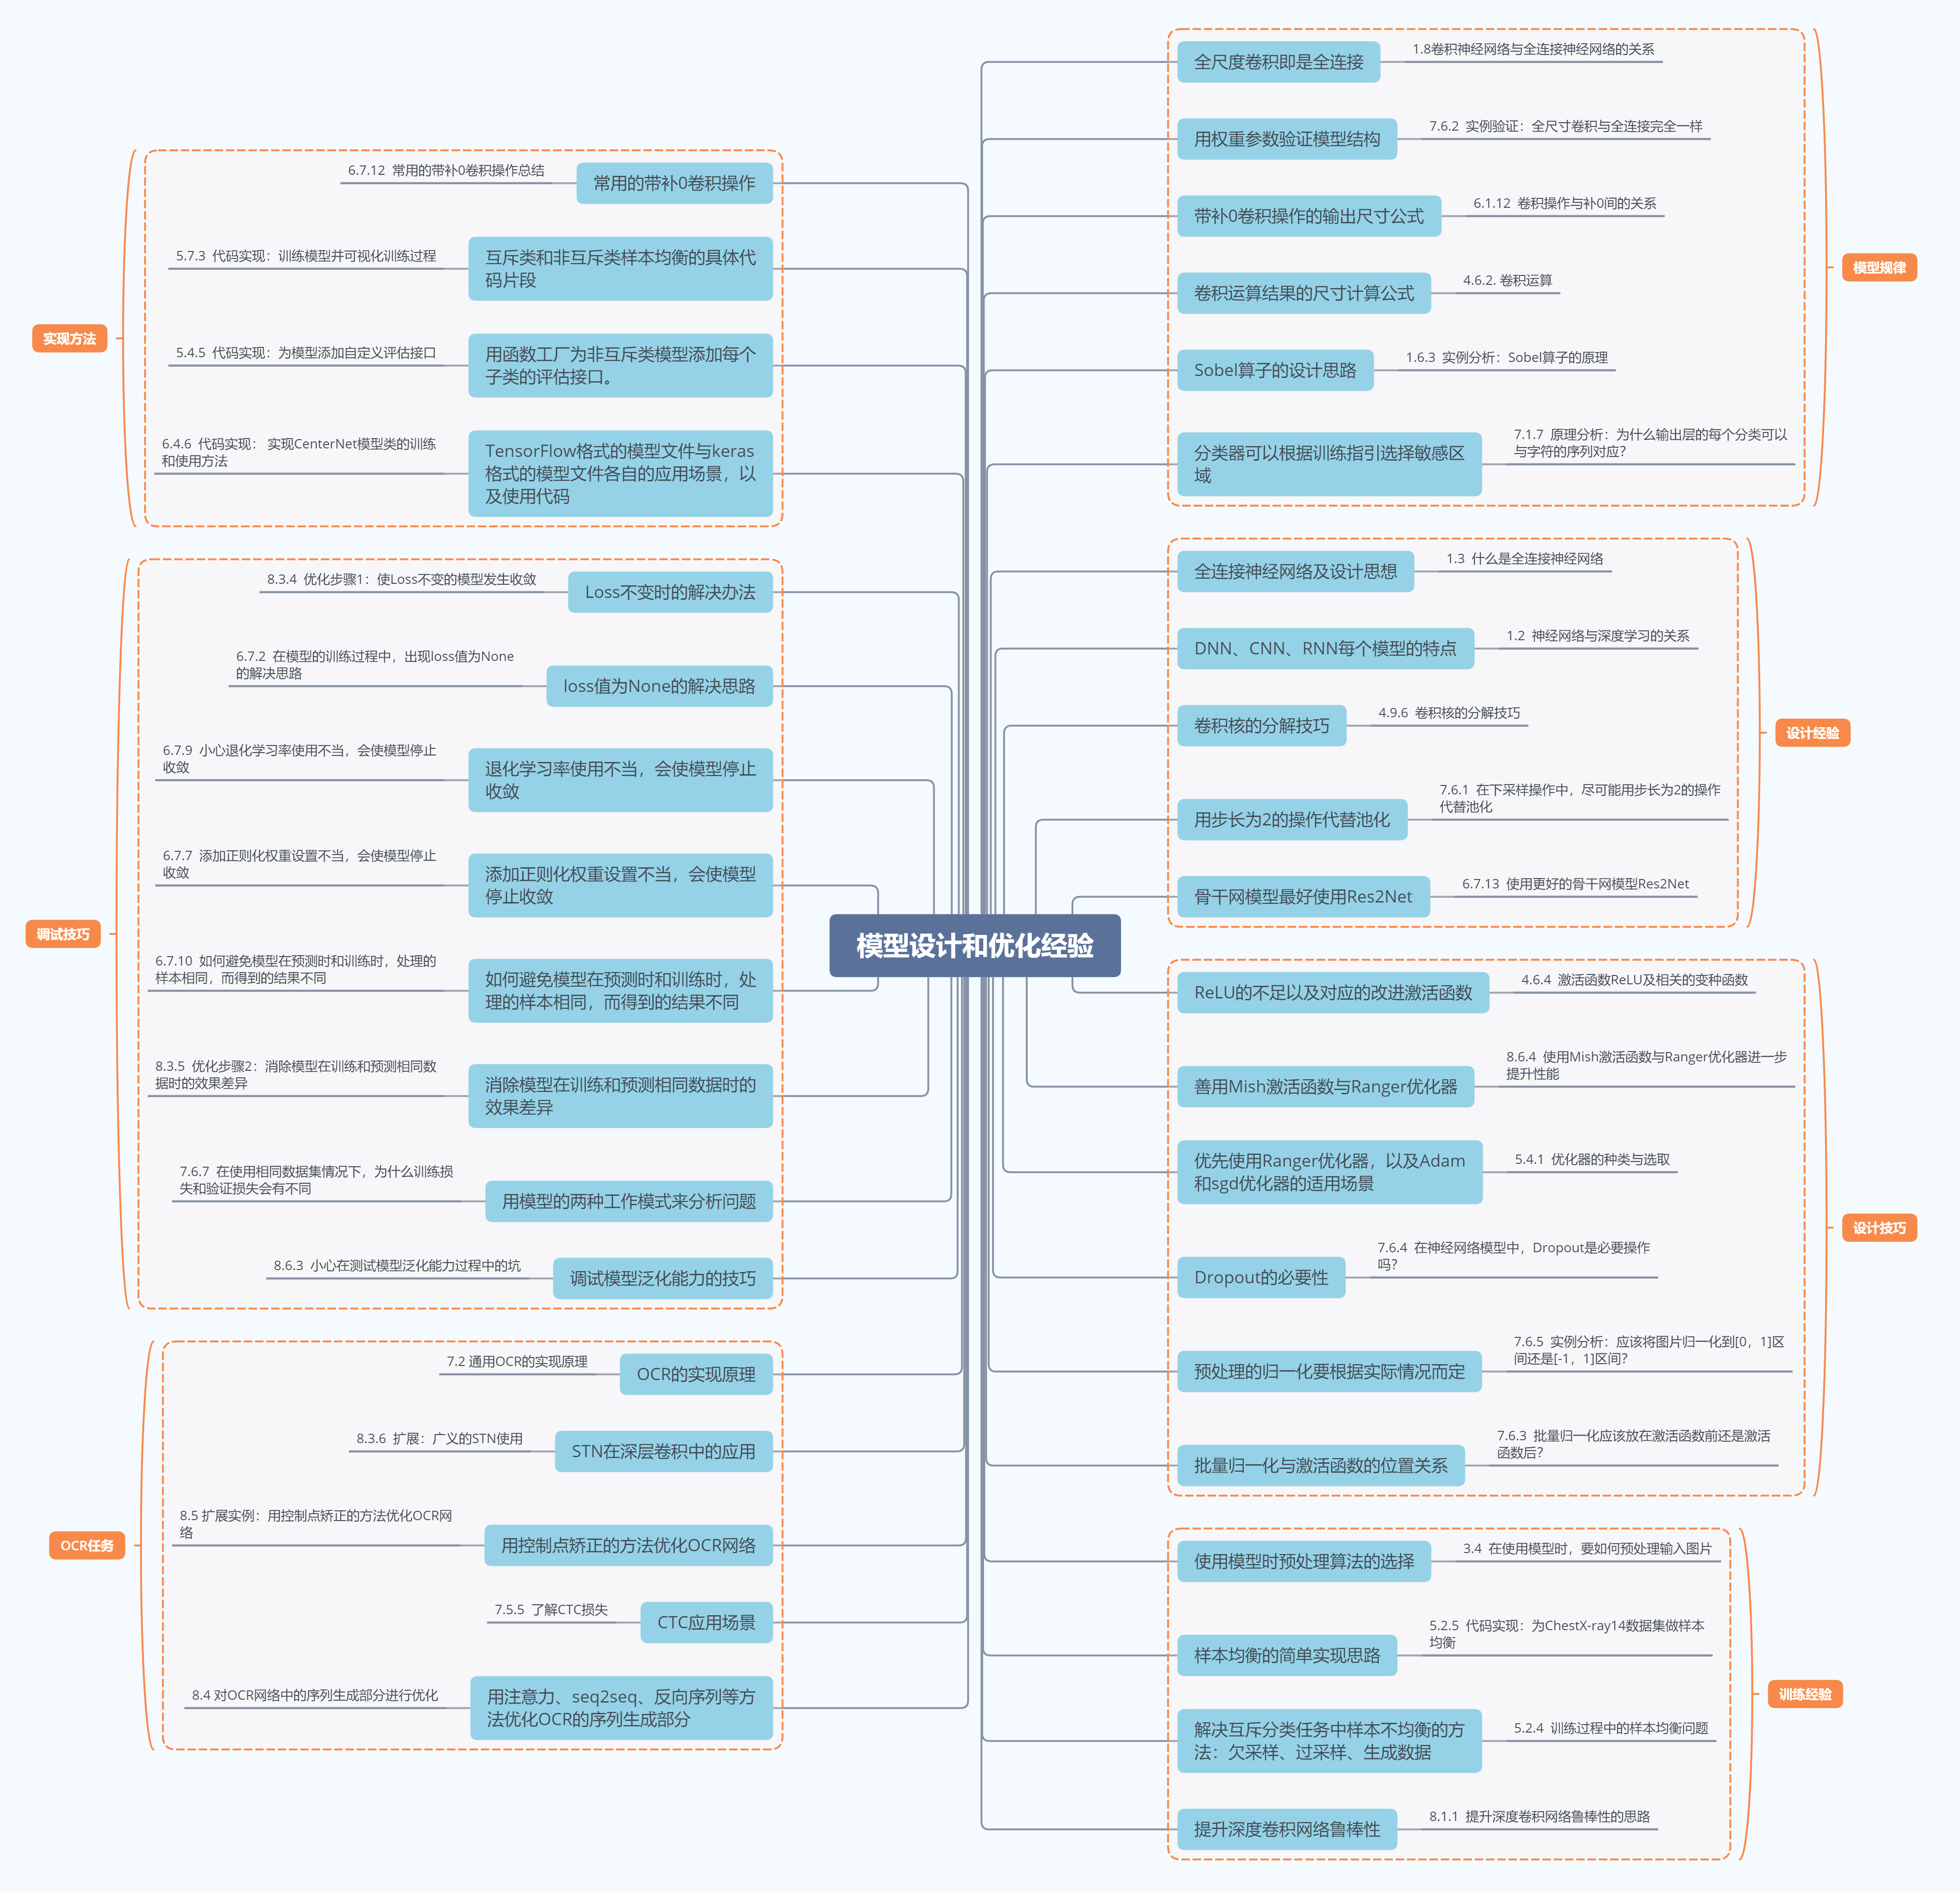 模型设计和优化经验
模型规律
全尺度卷积即是全连接
1.8卷积神经网络与全连接神经网络的关系
用权重参数验证模型结构
7.6.2 实例验证：全尺寸卷积与全连接完全一样
带补0卷积操作的输出尺寸公式
6.1.12 卷积操作与补0间的关系
卷积运算结果的尺寸计算公式
4.6.2. 卷积运算
Sobel算子的设计思路
1.6.3 实例分析：Sobel算子的原理
分类器可以根据训练指引选择敏感区
域
7.1.7 原理分析：为什么输出层的每个分类可以
与字符的序列对应?
设计经验
全连接神经网络及设计思想
1.3 什么是全连接神经网络
DNN、CNN、RNN每个模型的特点
1.2 神经网络与深度学习的关系
卷积核的分解技巧
4.9.6 卷积核的分解技巧
用步长为2的操作代替池化
7.6.1 在下采样操作中，尽可能用步长为2的操作
代替池化
骨干网模型最好使用Res2Net
6.7.13 使用更好的骨干网模型Res2Net
设计技巧
ReLU的不足以及对应的改进激活函数
4.6.4 激活函数ReLU及相关的变种函数
善用Mish激活函数与Ranger优化器
8.6.4 使用Mish激活函数与Ranger优化器进一步
提升性能
优先使用Ranger优化器，以及Adam
和sgd优化器的适用场景
5.4.1 优化器的种类与选取
Dropout的必要性
7.6.4 在神经网络模型中，Dropout是必要操作
吗?
预处理的归一化要根据实际情况而定
7.6.5 实例分析：应该将图片归一化到[0，1]区
间还是[-1，1]区间?
批量归一化与激活函数的位置关系
7.6.3 批量归一化应该放在激活函数前还是激活
函数后?
训练经验
使用模型时预处理算法的选择
3.4 在使用模型时，要如何预处理输入图片
样本均衡的简单实现思路
5.2.5 代码实现：为ChestX-ray14数据集做样本
均衡
解决互斥分类任务中样本不均衡的方
法：欠采样、过采样、生成数据
5.2.4 训练过程中的样本均衡问题
提升深度卷积网络鲁棒性
8.1.1 提升深度卷积网络鲁棒性的思路
实现方法
常用的带补0卷积操作
6.7.12 常用的带补0卷积操作总结
互斥类和非互斥类样本均衡的具体代
码片段
5.7.3 代码实现：训练模型并可视化训练过程
用函数工厂为非互斥类模型添加每个
子类的评估接口。
5.4.5 代码实现：为模型添加自定义评估接口
TensorFlow格式的模型文件与keras
格式的模型文件各自的应用场景，以
及使用代码
6.4.6 代码实现： 实现CenterNet模型类的训练
和使用方法
调试技巧
Loss不变时的解决办法
8.3.4 优化步骤1：使Loss不变的模型发生收敛
loss值为None的解决思路
6.7.2 在模型的训练过程中，出现loss值为None
的解决思路
退化学习率使用不当，会使模型停止
收敛
6.7.9 小心退化学习率使用不当，会使模型停止
收敛
添加正则化权重设置不当，会使模型
停止收敛
6.7.7 添加正则化权重设置不当，会使模型停止
收敛
如何避免模型在预测时和训练时，处
理的样本相同，而得到的结果不同
6.7.10 如何避免模型在预测时和训练时，处理的
样本相同，而得到的结果不同
消除模型在训练和预测相同数据时的
效果差异
8.3.5 优化步骤2：消除模型在训练和预测相同数
据时的效果差异
用模型的两种工作模式来分析问题
7.6.7 在使用相同数据集情况下，为什么训练损
失和验证损失会有不同
调试模型泛化能力的技巧
8.6.3 小心在测试模型泛化能力过程中的坑
OCR任务
OCR的实现原理
7.2 通用OCR的实现原理
STN在深层卷积中的应用
8.3.6 扩展：广义的STN使用
用控制点矫正的方法优化OCR网络
8.5 扩展实例：用控制点矫正的方法优化OCR网
络
CTC应用场景
7.5.5 了解CTC损失
用注意力、seq2seq、反向序列等方
法优化OCR的序列生成部分
8.4 对OCR网络中的序列生成部分进行优化